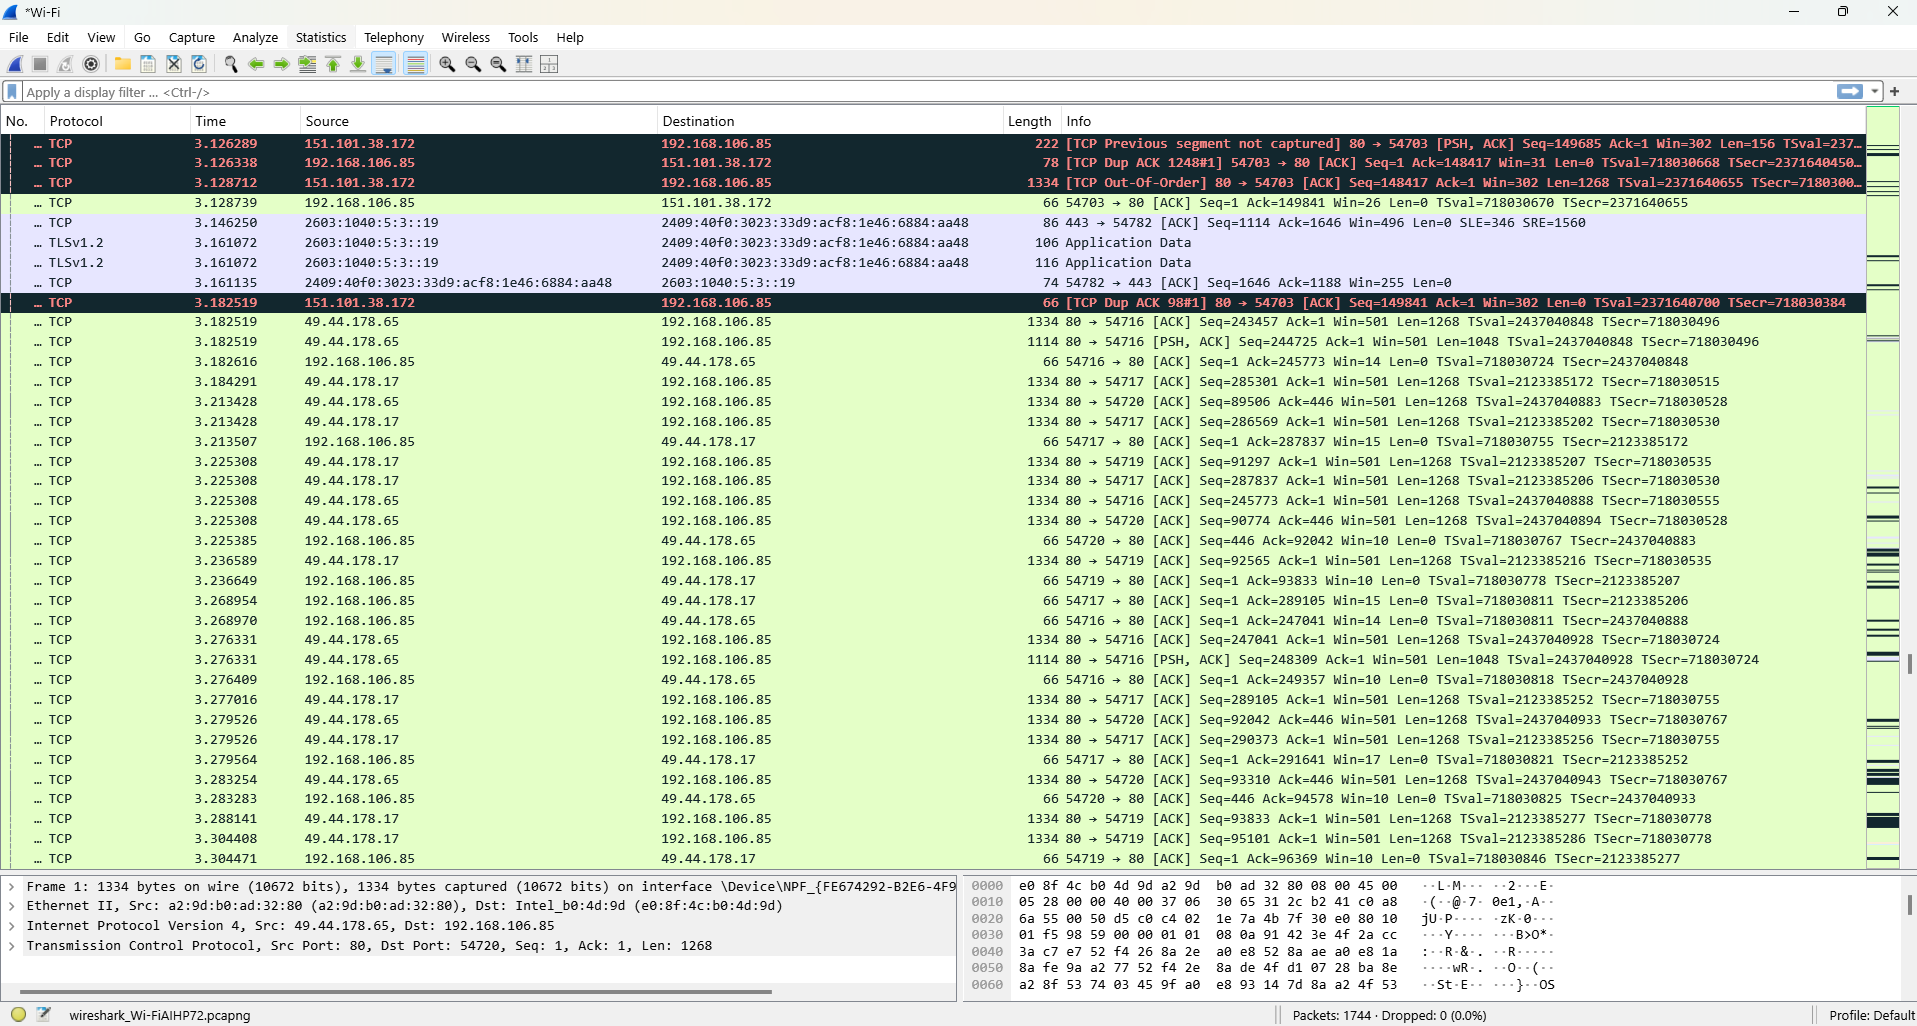 *Wi-Fi
File Edit View Go Capture Analyze Statistics Telephony Wireless Tools Help
Apply a display filter ... <Ctrl-/>
No. Protocol Time Source Destination Length Info
... TCP 3.126289 151.101.38.172 192.168.106.85 222 [TCP Previous segment not captured] 80 → 54703 [PSH, ACK] Seq=149685 Ack=1 Win=302 Len=156 TSval=237...
... TCP 3.126338 192.168.106.85 151.101.38.172 78 [TCP Dup ACK 1248#1] 54703 → 80 [ACK] Seq=1 Ack=148417 Win=31 Len=0 TSval=718030668 TSecr=2371640450...
... TCP 3.128712 151.101.38.172 192.168.106.85 1334 [TCP Out-Of-Order] 80 → 54703 [ACK] Seq=148417 Ack=1 Win=302 Len=1268 TSval=2371640655 TSecr=7180300...
... TCP 3.128739 192.168.106.85 151.101.38.172 66 54703 → 80 [ACK] Seq=1 Ack=149841 Win=26 Len=0 TSval=718030670 TSecr=2371640655
... TCP 3.146250 2603:1040:5:3::19 2409:40f0:3023:33d9:acf8:1e46:6884:aa48 86 443 → 54782 [ACK] Seq=1114 Ack=1646 Win=496 Len=0 SLE=346 SRE=1560
... TLSv1.2 3.161072 2603:1040:5:3::19 2409:40f0:3023:33d9:acf8:1e46:6884:aa48 106 Application Data
... TLSv1.2 3.161072 2603:1040:5:3::19 2409:40f0:3023:33d9:acf8:1e46:6884:aa48 116 Application Data
... TCP 3.161135 2409:40f0:3023:33d9:acf8:1e46:6884:aa48 2603:1040:5:3::19 74 54782 → 443 [ACK] Seq=1646 Ack=1188 Win=255 Len=0
... TCP 3.182519 151.101.38.172 192.168.106.85 66 [TCP Dup ACK 98#1] 80 → 54703 [ACK] Seq=149841 Ack=1 Win=302 Len=0 TSval=2371640700 TSecr=718030384
... TCP 3.182519 49.44.178.65 192.168.106.85 1334 80 → 54716 [ACK] Seq=243457 Ack=1 Win=501 Len=1268 TSval=2437040848 TSecr=718030496
... TCP 3.182519 49.44.178.65 192.168.106.85 1114 80 → 54716 [PSH, ACK] Seq=244725 Ack=1 Win=501 Len=1048 TSval=2437040848 TSecr=718030496
... TCP 3.182616 192.168.106.85 49.44.178.65 66 54716 → 80 [ACK] Seq=1 Ack=245773 Win=14 Len=0 TSval=718030724 TSecr=2437040848
... TCP 3.184291 49.44.178.17 192.168.106.85 1334 80 → 54717 [ACK] Seq=285301 Ack=1 Win=501 Len=1268 TSval=2123385172 TSecr=718030515
... TCP 3.213428 49.44.178.65 192.168.106.85 1334 80 → 54720 [ACK] Seq=89506 Ack=446 Win=501 Len=1268 TSval=2437040883 TSecr=718030528
... TCP 3.213428 49.44.178.17 192.168.106.85 1334 80 → 54717 [ACK] Seq=286569 Ack=1 Win=501 Len=1268 TSval=2123385202 TSecr=718030530
... TCP 3.213507 192.168.106.85 49.44.178.17 66 54717 → 80 [ACK] Seq=1 Ack=287837 Win=15 Len=0 TSval=718030755 TSecr=2123385172
... TCP 3.225308 49.44.178.17 192.168.106.85 1334 80 → 54719 [ACK] Seq=91297 Ack=1 Win=501 Len=1268 TSval=2123385207 TSecr=718030535
... TCP 3.225308 49.44.178.17 192.168.106.85 1334 80 → 54717 [ACK] Seq=287837 Ack=1 Win=501 Len=1268 TSval=2123385206 TSecr=718030530
... TCP 3.225308 49.44.178.65 192.168.106.85 1334 80 → 54716 [ACK] Seq=245773 Ack=1 Win=501 Len=1268 TSval=2437040888 TSecr=718030555
... TCP 3.225308 49.44.178.65 192.168.106.85 1334 80 → 54720 [ACK] Seq=90774 Ack=446 Win=501 Len=1268 TSval=2437040894 TSecr=718030528
... TCP 3.225385 192.168.106.85 49.44.178.65 66 54720 → 80 [ACK] Seq=446 Ack=92042 Win=10 Len=0 TSval=718030767 TSecr=2437040883
... TCP 3.236589 49.44.178.17 192.168.106.85 1334 80 → 54719 [ACK] Seq=92565 Ack=1 Win=501 Len=1268 TSval=2123385216 TSecr=718030535
... TCP 3.236649 192.168.106.85 49.44.178.17 66 54719 → 80 [ACK] Seq=1 Ack=93833 Win=10 Len=0 TSval=718030778 TSecr=2123385207
... TCP 3.268954 192.168.106.85 49.44.178.17 66 54717 → 80 [ACK] Seq=1 Ack=289105 Win=15 Len=0 TSval=718030811 TSecr=2123385206
... TCP 3.268970 192.168.106.85 49.44.178.65 66 54716 → 80 [ACK] Seq=1 Ack=247041 Win=14 Len=0 TSval=718030811 TSecr=2437040888
... TCP 3.276331 49.44.178.65 192.168.106.85 1334 80 → 54716 [ACK] Seq=247041 Ack=1 Win=501 Len=1268 TSval=2437040928 TSecr=718030724
... TCP 3.276331 49.44.178.65 192.168.106.85 1114 80 → 54716 [PSH, ACK] Seq=248309 Ack=1 Win=501 Len=1048 TSval=2437040928 TSecr=718030724
... TCP 3.276409 192.168.106.85 49.44.178.65 66 54716 → 80 [ACK] Seq=1 Ack=249357 Win=10 Len=0 TSval=718030818 TSecr=2437040928
... TCP 3.277016 49.44.178.17 192.168.106.85 1334 80 → 54717 [ACK] Seq=289105 Ack=1 Win=501 Len=1268 TSval=2123385252 TSecr=718030755
... TCP 3.279526 49.44.178.65 192.168.106.85 1334 80 → 54720 [ACK] Seq=92042 Ack=446 Win=501 Len=1268 TSval=2437040933 TSecr=718030767
... TCP 3.279526 49.44.178.17 192.168.106.85 1334 80 → 54717 [ACK] Seq=290373 Ack=1 Win=501 Len=1268 TSval=2123385256 TSecr=718030755
... TCP 3.279564 192.168.106.85 49.44.178.17 66 54717 → 80 [ACK] Seq=1 Ack=291641 Win=17 Len=0 TSval=718030821 TSecr=2123385252
... TCP 3.283254 49.44.178.65 192.168.106.85 1334 80 → 54720 [ACK] Seq=93310 Ack=446 Win=501 Len=1268 TSval=2437040943 TSecr=718030767
... TCP 3.283283 192.168.106.85 49.44.178.65 66 54720 → 80 [ACK] Seq=446 Ack=94578 Win=10 Len=0 TSval=718030825 TSecr=2437040933
... TCP 3.288141 49.44.178.17 192.168.106.85 1334 80 → 54719 [ACK] Seq=93833 Ack=1 Win=501 Len=1268 TSval=2123385277 TSecr=718030778
... TCP 3.304408 49.44.178.17 192.168.106.85 1334 80 → 54719 [ACK] Seq=95101 Ack=1 Win=501 Len=1268 TSval=2123385286 TSecr=718030778
... TCP 3.304471 192.168.106.85 49.44.178.17 66 54719 → 80 [ACK] Seq=1 Ack=96369 Win=10 Len=0 TSval=718030846 TSecr=2123385277
> Frame 1: 1334 bytes on wire (10672 bits), 1334 bytes captured (10672 bits) on interface \Device\NPF_{FE674292-B2E6-4F9
> Ethernet II, Src: a2:9d:b0:ad:32:80 (a2:9d:b0:ad:32:80), Dst: Intel_b0:4d:9d (e0:8f:4c:b0:4d:9d)
> Internet Protocol Version 4, Src: 49.44.178.65, Dst: 192.168.106.85
> Transmission Control Protocol, Src Port: 80, Dst Port: 54720, Seq: 1, Ack: 1, Len: 1268
0000 e0 8f 4c b0 4d 9d a2 9d b0 ad 32 80 08 00 45 00 ··L·M··· ··2···E·
0010 05 28 00 00 40 00 37 06 30 65 31 2c b2 41 c0 a8 ·(··@·7· 0e1,·A··
0020 6a 55 00 50 d5 c0 c4 02 1e 7a 4b 7f 30 e0 80 10 jU·P···· ·zK·0···
0030 01 f5 98 59 00 00 01 01 08 0a 91 42 3e 4f 2a cc ···Y···· ···B>O*·
0040 3a c7 e7 52 f4 26 8a 2e a0 e8 52 8a ae a0 e8 1a :··R·&·. ··R·····
0050 8a fe 9a a2 77 52 f4 2e 8a de 4f d1 07 28 ba 8e ····wR·. ··O··(··
0060 a2 8f 53 74 03 45 9f a0 e8 93 14 7d 8a a2 4f 53 ··St·E·· ···}··OS
wireshark_Wi-FiAIHP72.pcapng Packets: 1744 · Dropped: 0 (0.0%) Profile: Default